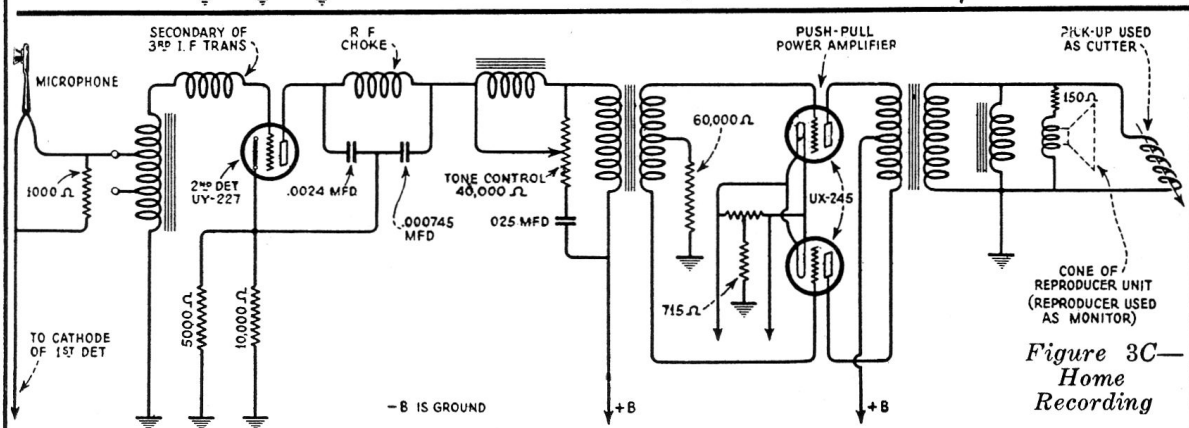 SECONDARY OF
3RD I.F TRANS
R F
CHOKE
PUSH-PULL
POWER AMPLIFIER
PICK-UP USED
AS CUTTER
MICROPHONE
1000 Ω
2ND DET
UY-227
.0024 MFD
.000745
MFD
TONE CONTROL
40,000 Ω
025 MFD
60,000 Ω
UX-245
715 Ω
150 Ω
CONE OF
REPRODUCER UNIT
(REPRODUCER USED
AS MONITOR)
5000 Ω
10,000 Ω
TO CATHODE
OF 1ST DET
-B IS GROUND
+B
+B
Figure 3C—
Home
Recording